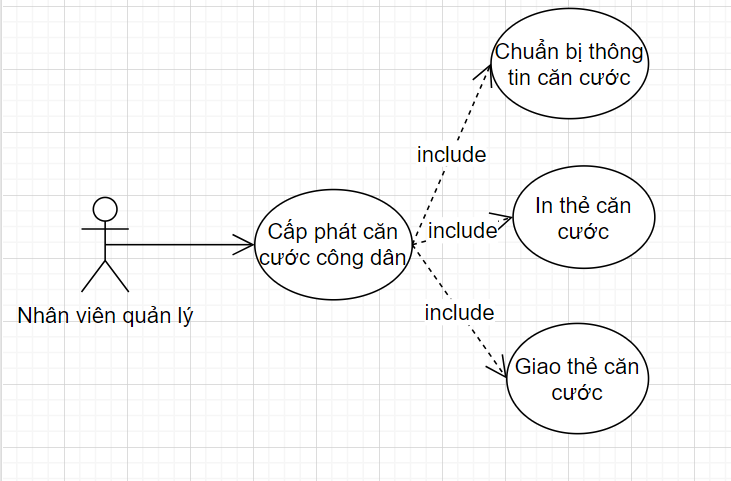 Chuẩn bị thông
tin căn cước
include
In thẻ căn
cước
include
Cấp phát căn
cước công dân
Nhân viên quản lý
include
Giao thẻ căn
cước